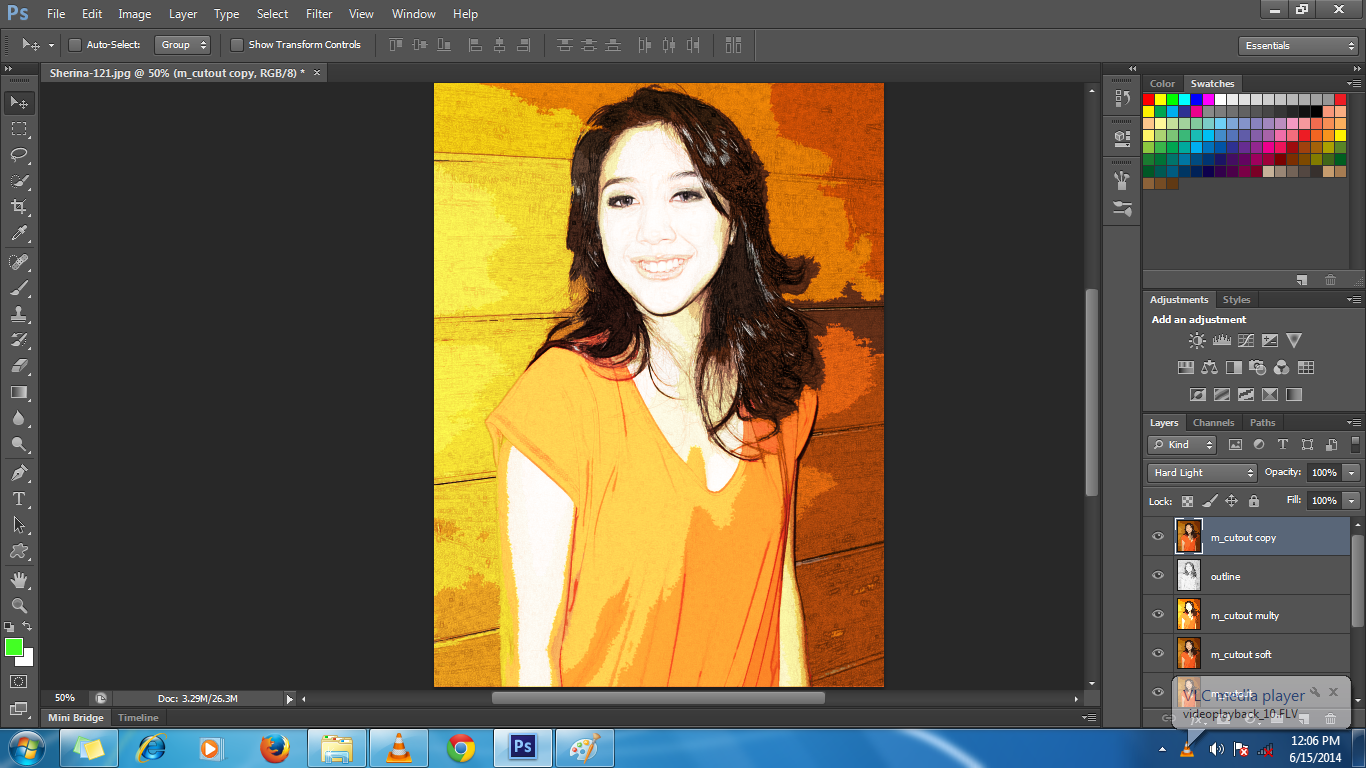 Ps File Edit Image Layer Type Select Filter View Window Help
Auto-Select: Group Show Transform Controls Essentials
Sherina-121.jpg @ 50% (m_cutout copy, RGB/8) * ×
Color Swatches
Adjustments Styles
Add an adjustment
Layers Channels Paths
Kind
Hard Light Opacity: 100%
Lock: Fill: 100%
m_cutout copy
outline
m_cutout multy
m_cutout soft
VLC media player
videoplayback_10.FLV
50% Doc: 3.29M/26.3M
Mini Bridge Timeline
Ps
12:06 PM
6/15/2014